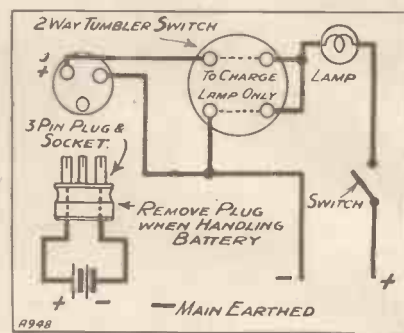 2 WAY TUMBLER SWITCH
+
TO CHARGE
LAMP ONLY
LAMP
3 PIN PLUG &
SOCKET.
SWITCH
REMOVE PLUG
WHEN HANDLING
BATTERY
+ −
− +
− MAIN EARTHED
A948